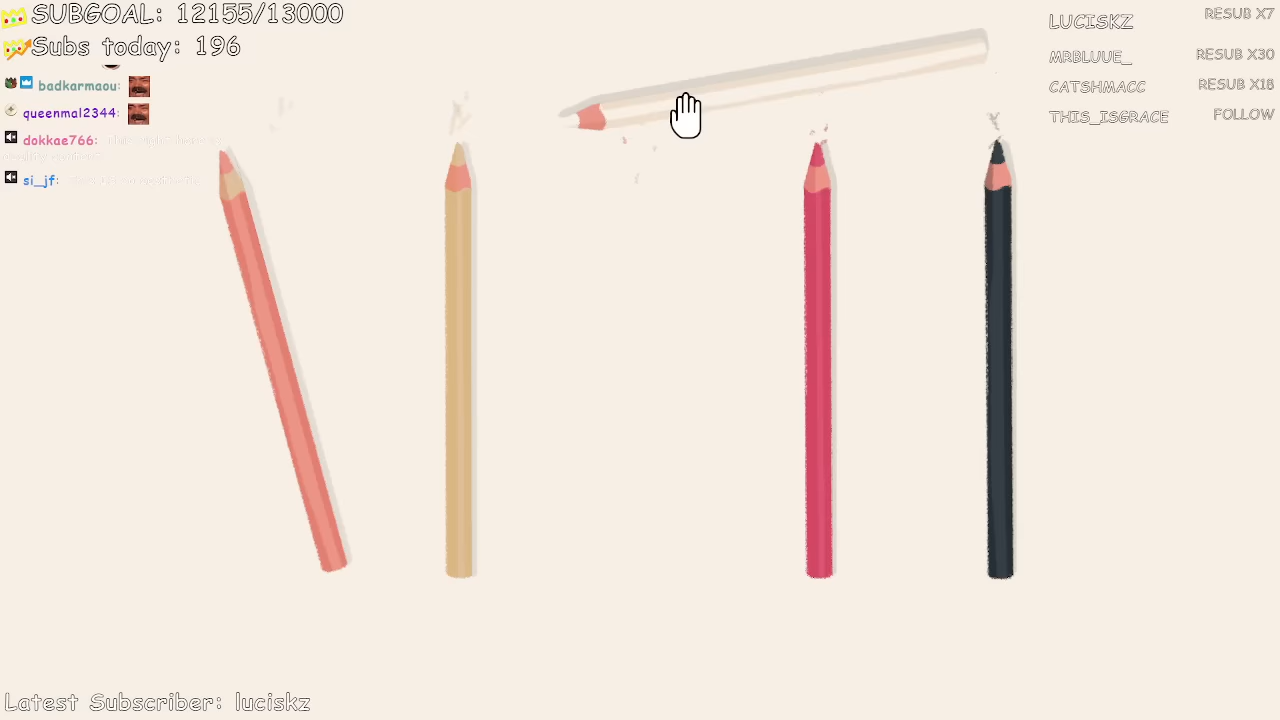 SUBGOAL: 12155/13000
Subs today: 196
badkarmaou:
queenmal2344:
dokkae766:
si_jf:
LUCISKZ RESUB X7
MRBLUUE_ RESUB X30
CATSHMACC RESUB X18
THIS_ISGRACE FOLLOW
Latest Subscriber: luciskz